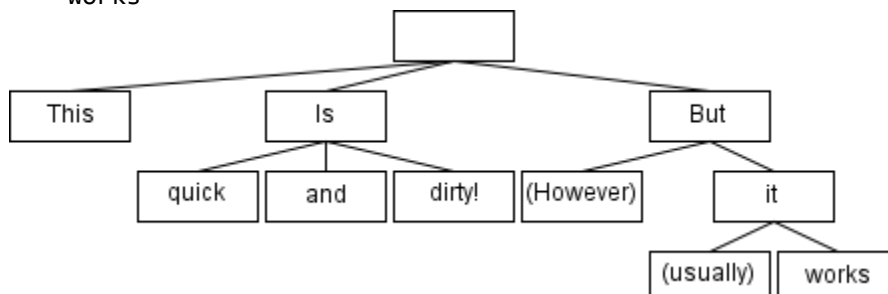 works
This Is But
quick and dirty! (However) it
(usually) works